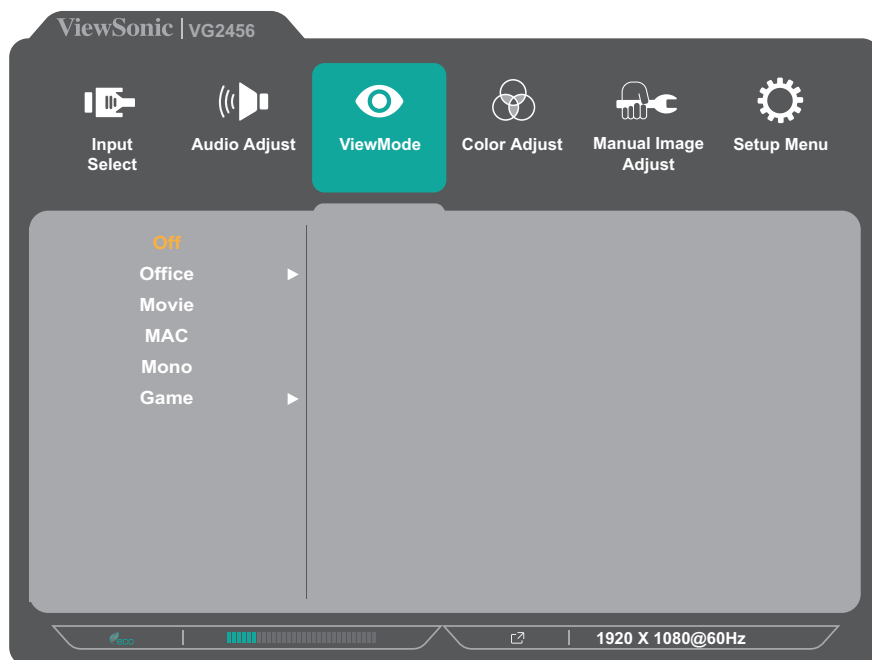 ViewSonic | VG2456
Input
Select
Audio Adjust
ViewMode
Color Adjust
Manual Image
Adjust
Setup Menu
Off
Office
Movie
MAC
Mono
Game
eco
1920 X 1080@60Hz